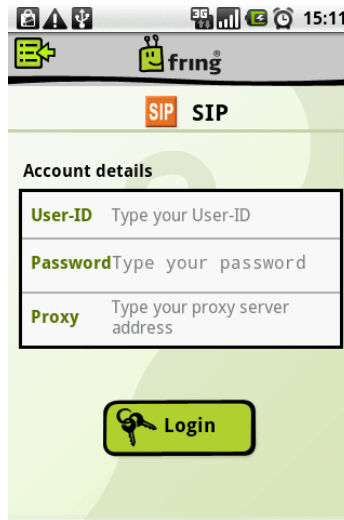 3G 15:11
fring
SIP SIP
Account details
User-ID Type your User-ID
Password Type your password
Proxy Type your proxy server
address
Login